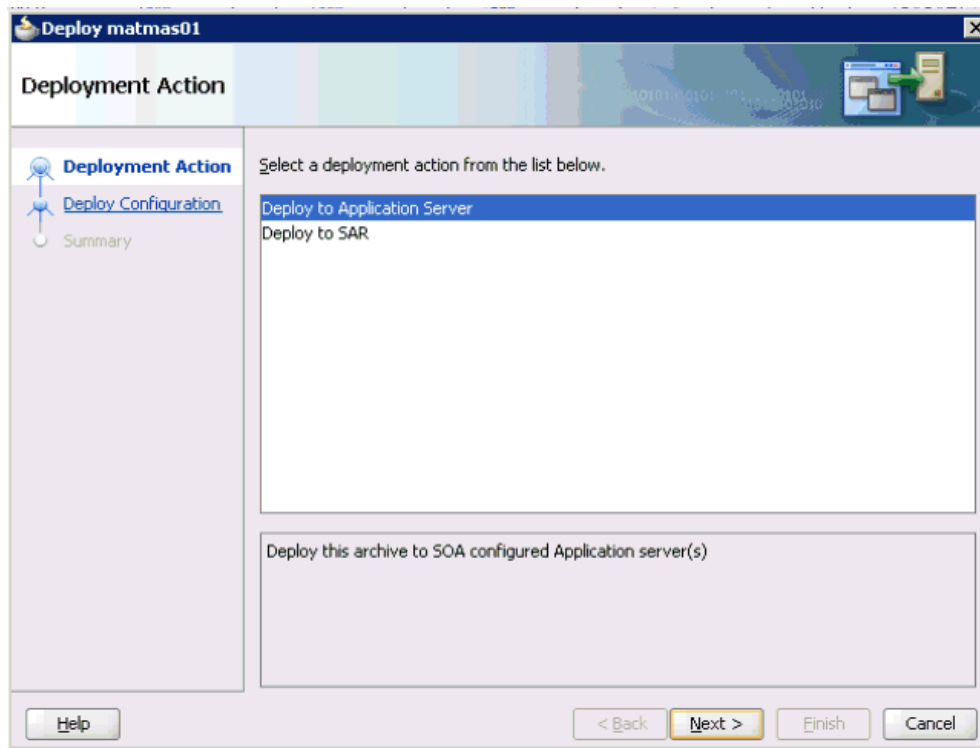 Deploy matmas01
Deployment Action
Deployment Action
Deploy Configuration
Summary
Select a deployment action from the list below.
Deploy to Application Server
Deploy to SAR
Deploy this archive to SOA configured Application server(s)
Help
< Back
Next >
Finish
Cancel